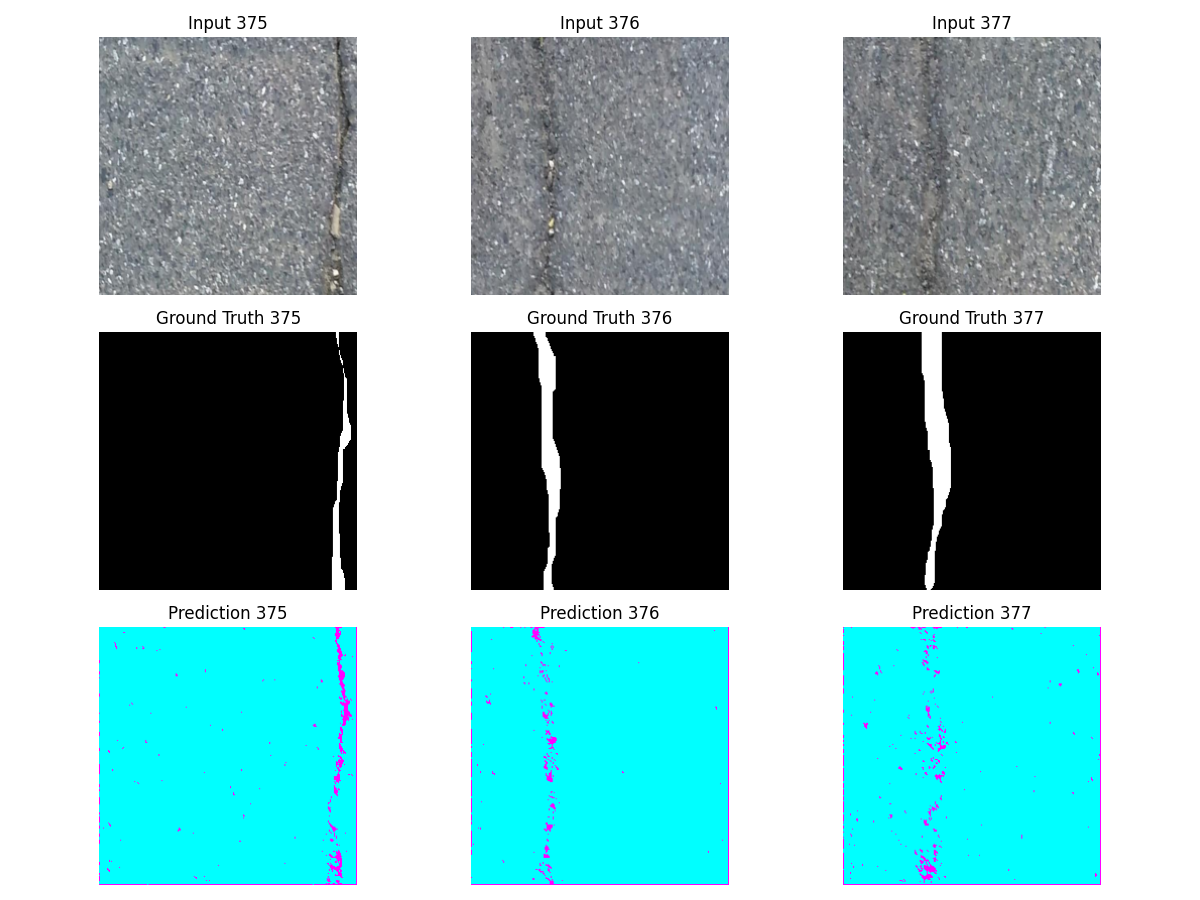 Input 375
Input 376
Input 377
Ground Truth 375
Ground Truth 376
Ground Truth 377
Prediction 375
Prediction 376
Prediction 377